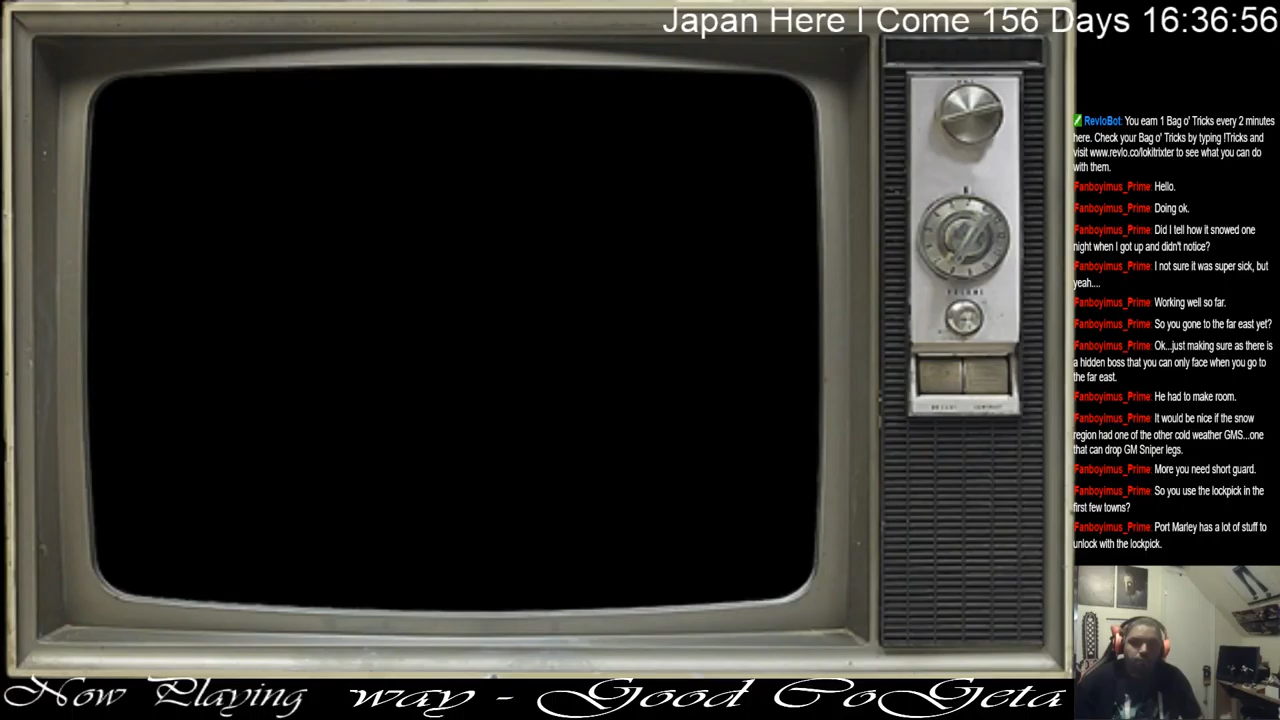 Japan Here I Come 156 Days 16:36:56
RevloBot: You earn 1 Bag o' Tricks every 2 minutes
here. Check your Bag o' Tricks by typing !Tricks and
visit www.revlo.co/lokitrixter to see what you can do
with them.
Fanboyimus_Prime: Hello.
Fanboyimus_Prime: Doing ok.
Fanboyimus_Prime: Did I tell how it snowed one
night when I got up and didn't notice?
Fanboyimus_Prime: I not sure it was super sick, but
yeah....
Fanboyimus_Prime: Working well so far.
Fanboyimus_Prime: So you gone to the far east yet?
Fanboyimus_Prime: Ok...just making sure as there is
a hidden boss that you can only face when you go to
the far east.
Fanboyimus_Prime: He had to make room.
Fanboyimus_Prime: It would be nice if the snow
region had one of the other cold weather GMS...one
that can drop GM Sniper legs.
Fanboyimus_Prime: More you need short guard.
Fanboyimus_Prime: So you use the lockpick in the
first few towns?
Fanboyimus_Prime: Port Marley has a lot of stuff to
unlock with the lockpick.
VOLUME
Now Playing way - Good CoGeta